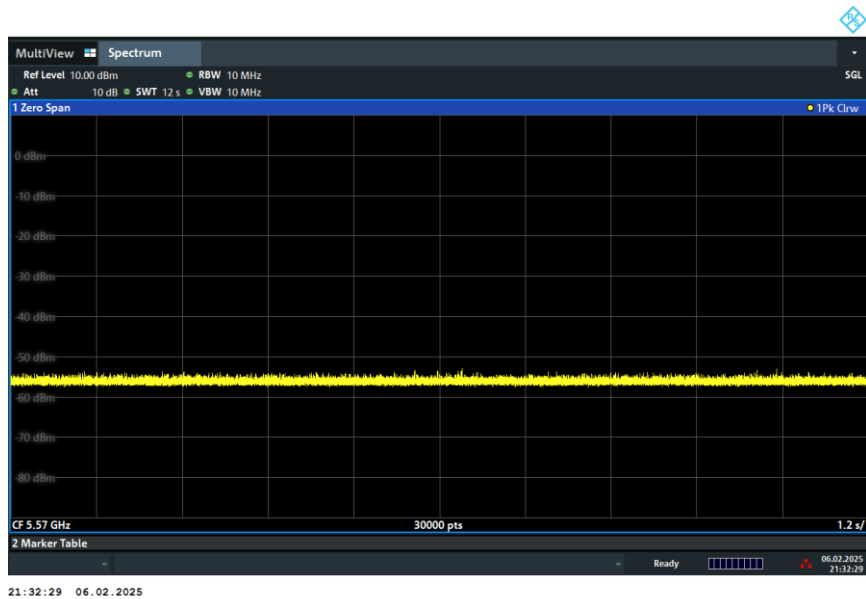 MultiView Spectrum
Ref Level 10.00 dBm RBW 10 MHz SGL
Att 10 dB SWT 12 s VBW 10 MHz
1 Zero Span 1Pk Clrw
0 dBm
-10 dBm
-20 dBm
-30 dBm
-40 dBm
-50 dBm
-60 dBm
-70 dBm
-80 dBm
CF 5.57 GHz 30000 pts 1.2 s/
2 Marker Table
Ready 06.02.2025
21:32:29
21:32:29 06.02.2025